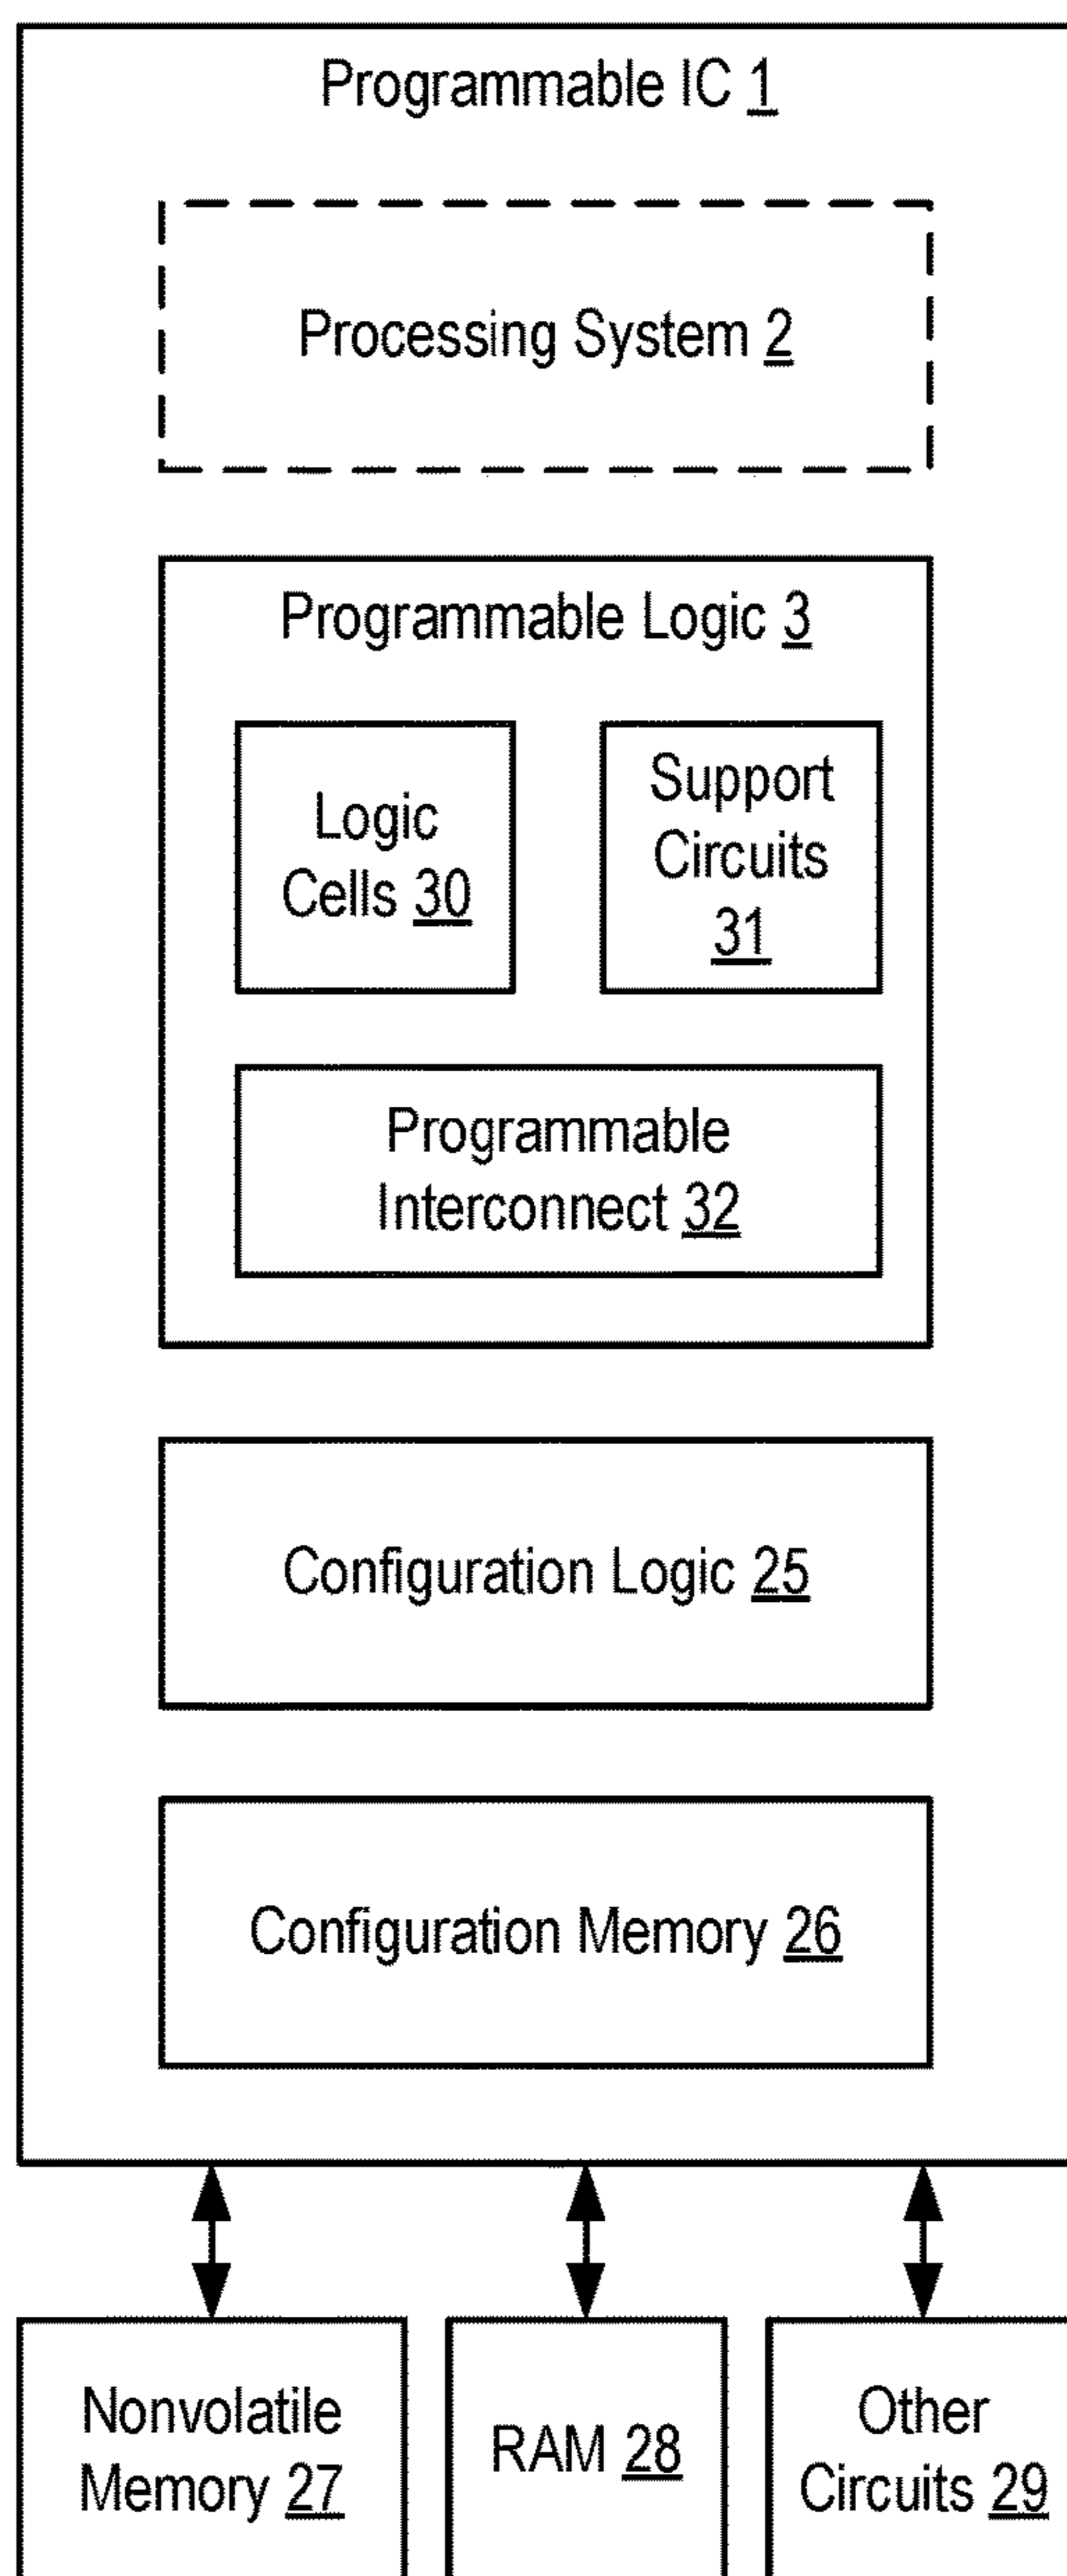 Programmable IC 1
Processing System 2
Programmable Logic 3
Logic
Cells 30
Support
Circuits
31
Programmable
Interconnect 32
Configuration Logic 25
Configuration Memory 26
Nonvolatile
Memory 27
RAM 28
Other
Circuits 29